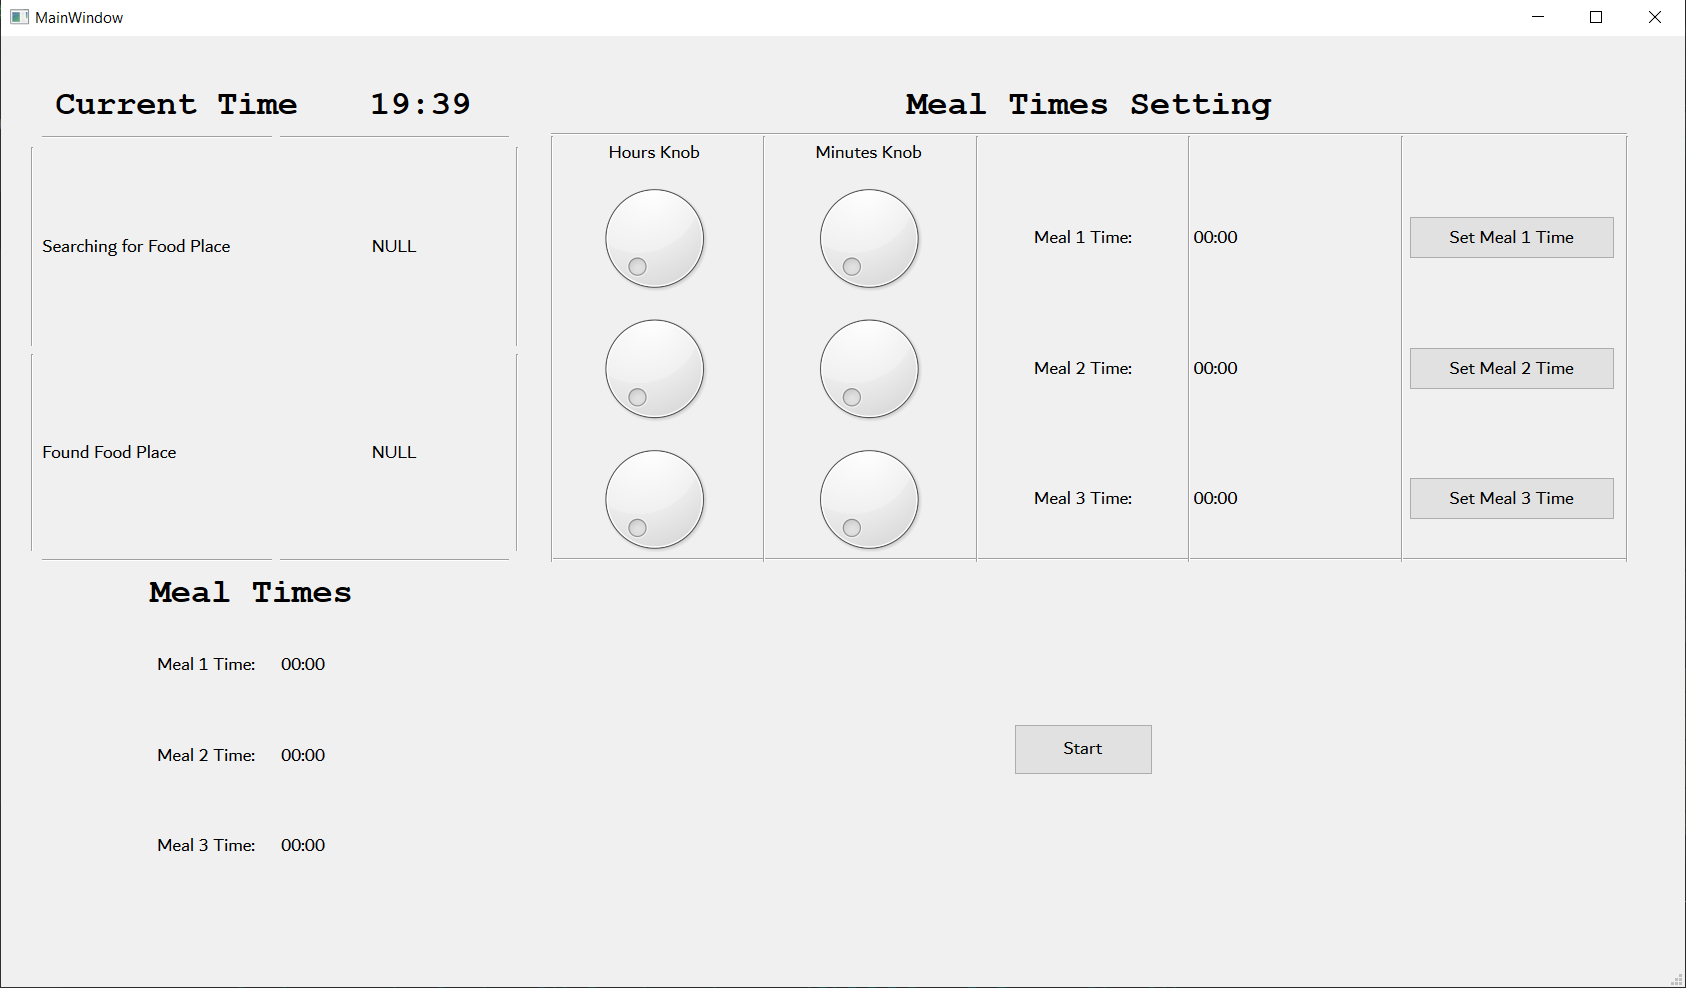 MainWindow
Current Time 19:39
Searching for Food Place NULL
Found Food Place NULL
Meal Times Setting
Hours Knob Minutes Knob
Meal 1 Time: 00:00 Set Meal 1 Time
Meal 2 Time: 00:00 Set Meal 2 Time
Meal 3 Time: 00:00 Set Meal 3 Time
Meal Times
Meal 1 Time: 00:00
Meal 2 Time: 00:00
Meal 3 Time: 00:00
Start